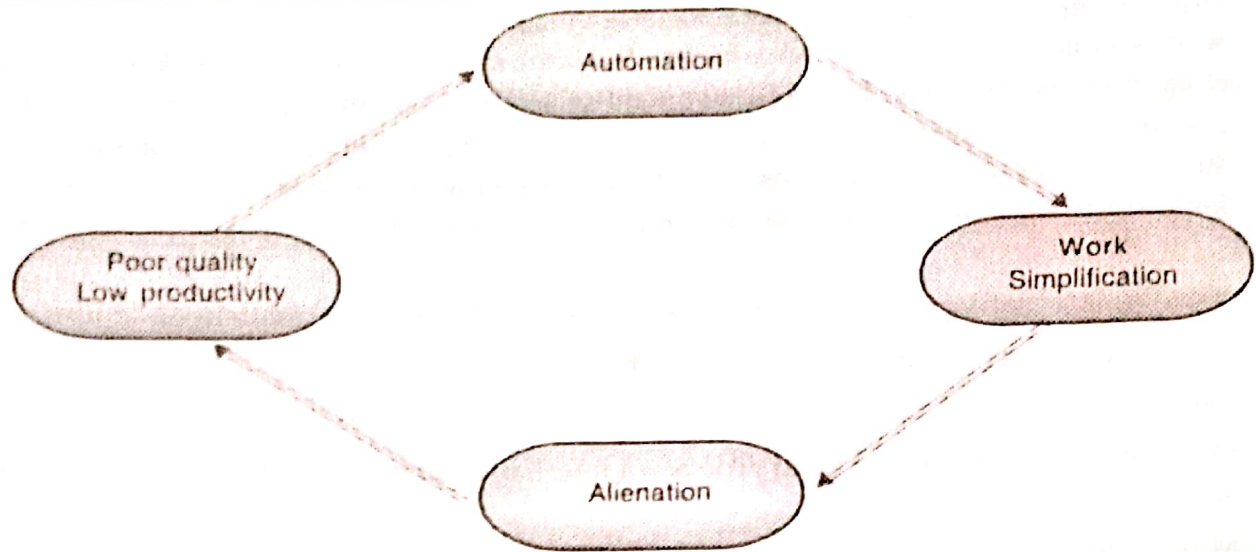 Automation
Poor quality
Low productivity
Work
Simplification
Alienation